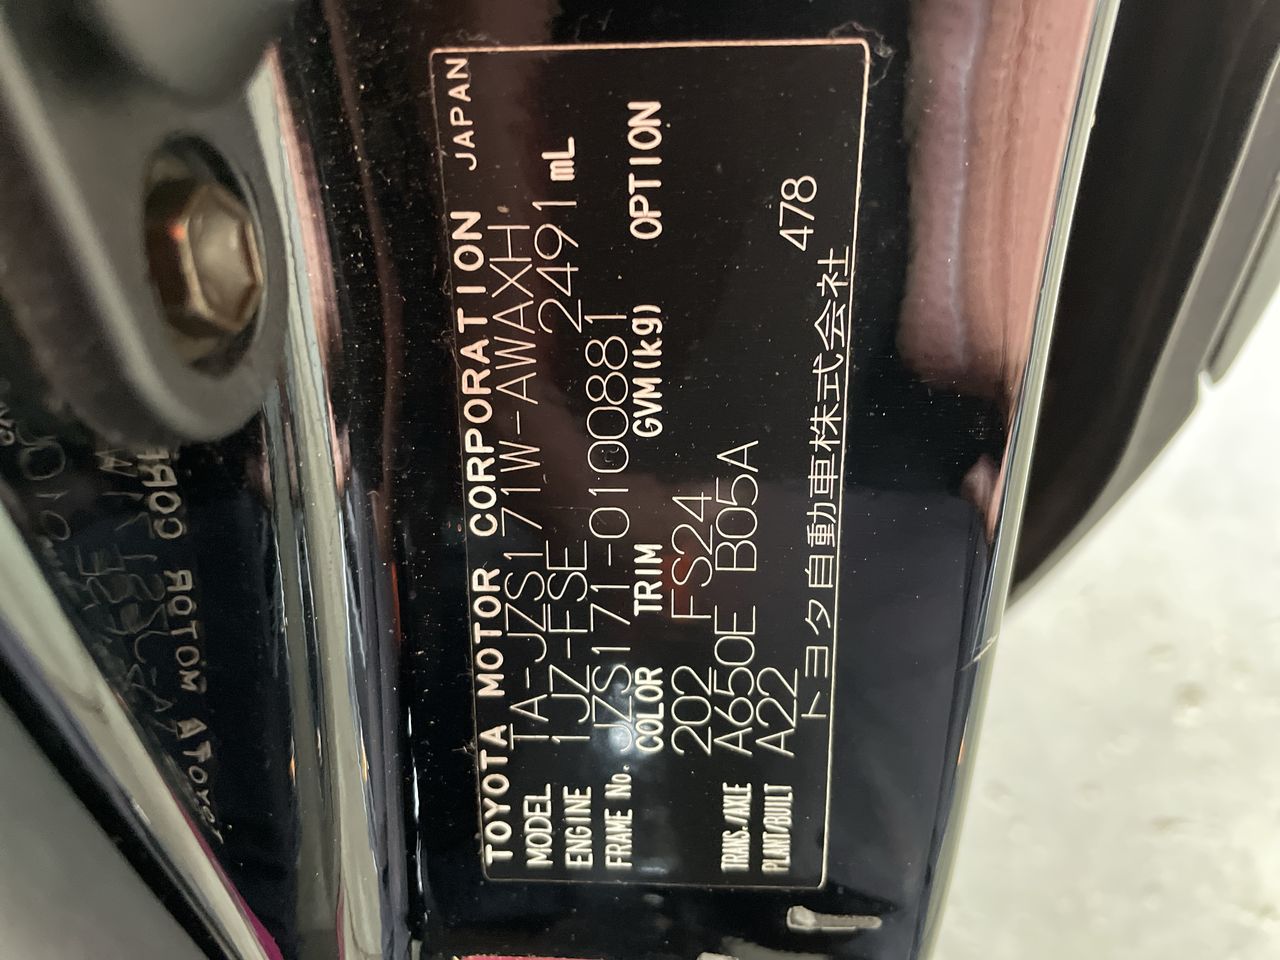 TOYOTA MOTOR CORPORATION JAPAN
MODEL TA-JZS171W-AWAXH
ENGINE 1JZ-FSE 2491 mL
FRAME No. JZS171-0100881
COLOR TRIM GVM(kg) OPTION
202 FS24
TRANS./AXLE A650E B05A
PLANT/BUILT A22 478
トヨタ自動車株式会社